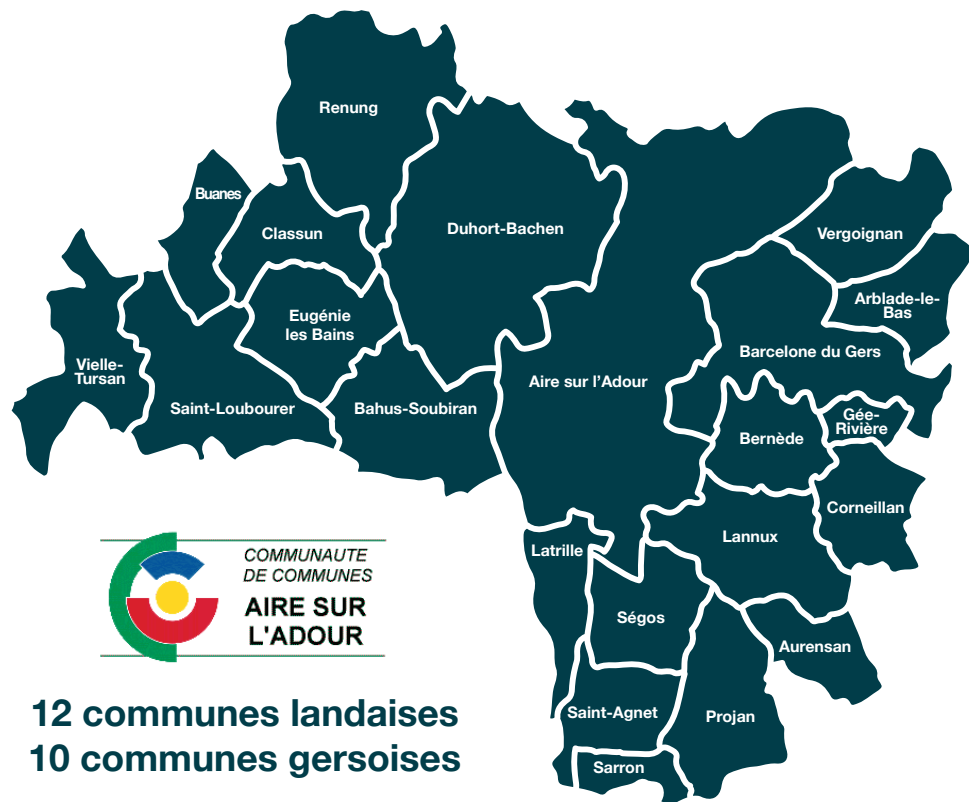 Renung
Buanes
Classun
Duhort-Bachen
Vergoignan
Arblade-le-
Bas
Eugénie
les Bains
Barcelone du Gers
Vielle-
Tursan
Saint-Loubourer
Bahus-Soubiran
Aire sur l'Adour
Gée-
Rivière
Bernède
Corneillan
Lannux
Latrille
Ségos
Aurensan
Saint-Agnet
Projan
Sarron
COMMUNAUTE
DE COMMUNES
AIRE SUR
L'ADOUR
12 communes landaises
10 communes gersoises